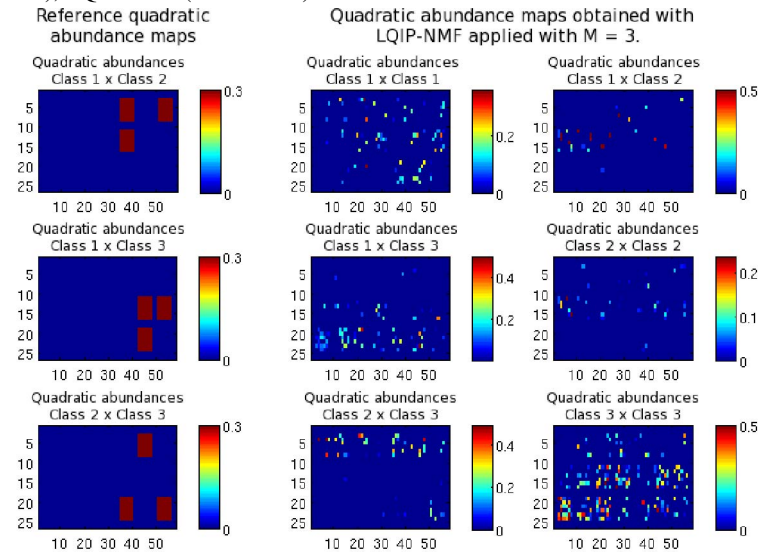 Reference quadratic
abundance maps
Quadratic abundance maps obtained with
LQIP-NMF applied with M = 3.
Quadratic abundances
Class 1 x Class 2
0.3
0
5
10
15
20
25
10 20 30 40 50
Quadratic abundances
Class 1 x Class 1
0.2
0
5
10
15
20
25
10 20 30 40 50
Quadratic abundances
Class 1 x Class 2
0.5
0
5
10
15
20
25
10 20 30 40 50
Quadratic abundances
Class 1 x Class 3
0.3
0
5
10
15
20
25
10 20 30 40 50
Quadratic abundances
Class 1 x Class 3
0.4
0.2
5
10
15
20
25
10 20 30 40 50
Quadratic abundances
Class 2 x Class 2
0.2
0.1
0
5
10
15
20
25
10 20 30 40 50
Quadratic abundances
Class 2 x Class 3
0.3
0
5
10
15
20
25
10 20 30 40 50
Quadratic abundances
Class 2 x Class 3
0.4
0.2
0
5
10
15
20
25
10 20 30 40 50
Quadratic abundances
Class 3 x Class 3
0.5
0
5
10
15
20
25
10 20 30 40 50